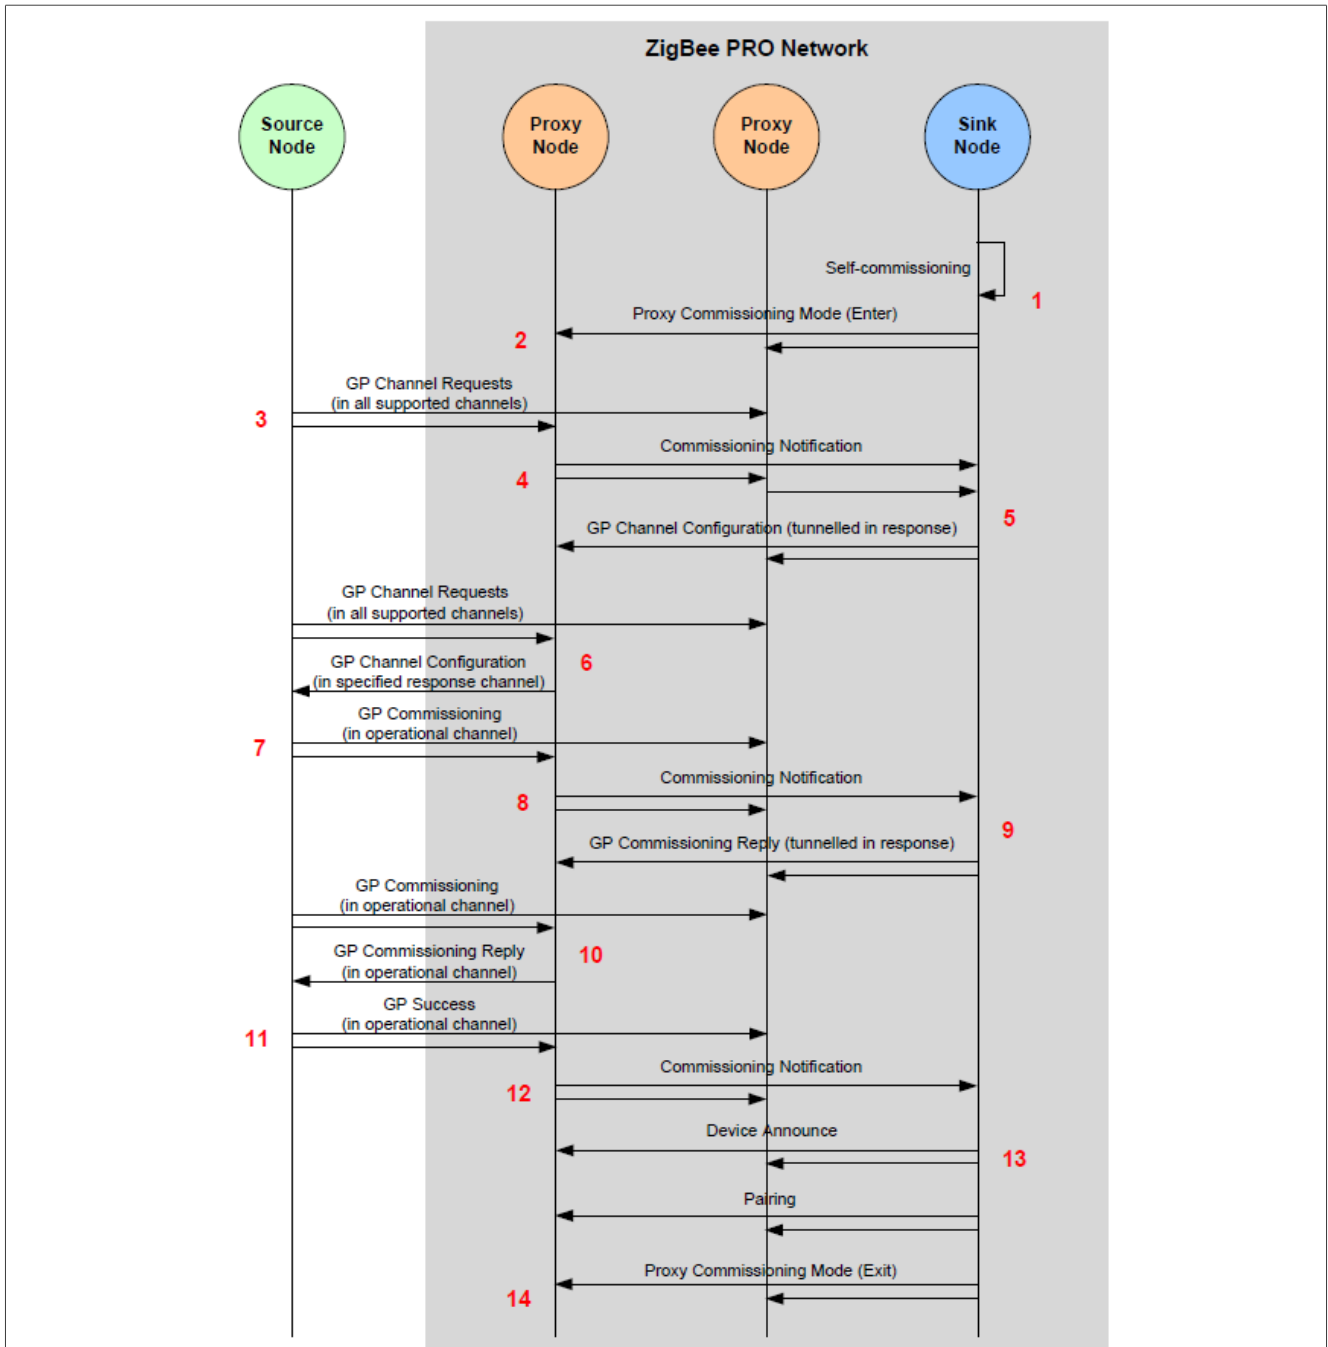 ZigBee PRO Network
Source
Node
Proxy
Node
Proxy
Node
Sink
Node
Self-commissioning
1
Proxy Commissioning Mode (Enter)
2
GP Channel Requests
(in all supported channels)
3
Commissioning Notification
4
5
GP Channel Configuration (tunnelled in response)
GP Channel Requests
(in all supported channels)
6
GP Channel Configuration
(in specified response channel)
GP Commissioning
(in operational channel)
7
Commissioning Notification
8
9
GP Commissioning Reply (tunnelled in response)
GP Commissioning
(in operational channel)
10
GP Commissioning Reply
(in operational channel)
GP Success
(in operational channel)
11
Commissioning Notification
12
Device Announce
13
Pairing
Proxy Commissioning Mode (Exit)
14